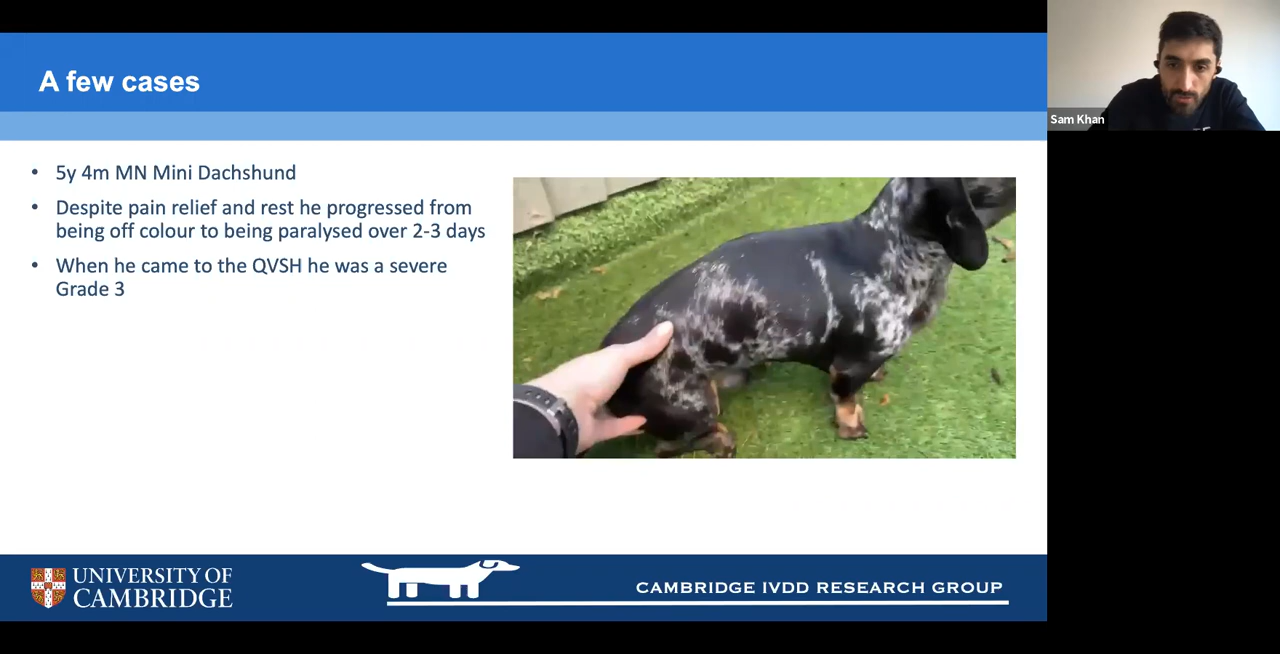 A few cases
Sam Khan
• 5y 4m MN Mini Dachshund
• Despite pain relief and rest he progressed from
being off colour to being paralysed over 2-3 days
• When he came to the QVSH he was a severe
Grade 3
UNIVERSITY OF
CAMBRIDGE
CAMBRIDGE IVDD RESEARCH GROUP